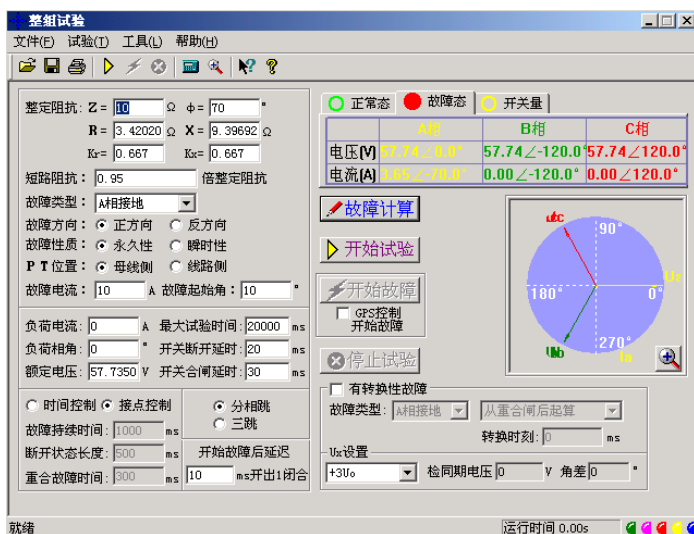 整组试验
文件(F) 试验(T) 工具(L) 帮助(H)
整定阻抗: Z= 10 Ω ф= 70 °
R= 3.42020 Ω X= 9.39692 Ω
Kr= 0.667 Kx= 0.667
短路阻抗: 0.95 倍整定阻抗
故障类型: A相接地
故障方向: 正方向 反方向
故障性质: 永久性 瞬时性
PT位置: 母线侧 线路侧
故障电流: 10 A 故障起始角: 10 °
负荷电流: 0 A 最大试验时间: 20000 ms
负荷相角: 0 ° 开关断开延时: 20 ms
额定电压: 57.7350 V 开关合闸延时: 30 ms
时间控制 接点控制
故障持续时间: 1000 ms
断开状态长度: 500 ms
重合故障时间: 300 ms
分相跳
三跳
开始故障后延迟
10 ms开出1闭合
正常态 故障态 开关量
A相 B相 C相
电压(V) 57.74∠0.0° 57.74∠-120.0° 57.74∠120.0°
电流(A) 3.65∠-70.0° 0.00∠-120.0° 0.00∠120.0°
故障计算
开始试验
开始故障
GPS控制
开始故障
停止试验
90°
180° 0°
270°
有转换性故障
故障类型: A相接地 从重合闸后起算
转换时刻: 0 ms
Ux设置
+3Uo 检同期电压 0 V 角差 0 °
就绪 运行时间 0.00s